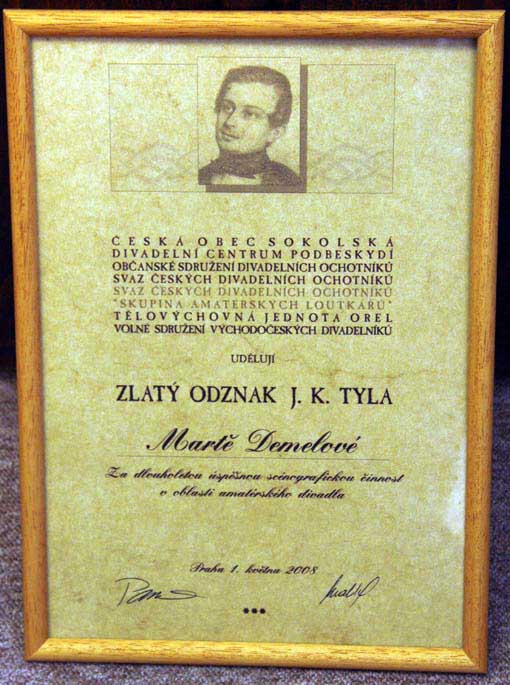 ČESKÁ OBEC SOKOLSKÁ
DIVADELNÍ CENTRUM PODBESKYDÍ
OBČANSKÉ SDRUŽENÍ DIVADELNÍCH OCHOTNÍKŮ
SVAZ ČESKÝCH DIVADELNÍCH OCHOTNÍKŮ
SVAZ ČESKÝCH DIVADELNÍCH OCHOTNÍKŮ
"SKUPINA AMATÉRSKÝCH LOUTKÁŘŮ"
TĚLOVÝCHOVNÁ JEDNOTA OREL
VOLNÉ SDRUŽENÍ VÝCHODOČESKÝCH DIVADELNÍKŮ
UDĚLUJÍ
ZLATÝ ODZNAK J. K. TYLA
Martě Demelové
Za dlouholetou úspěšnou scénografickou činnost
v oblasti amatérského divadla
Praha 1. května 2008